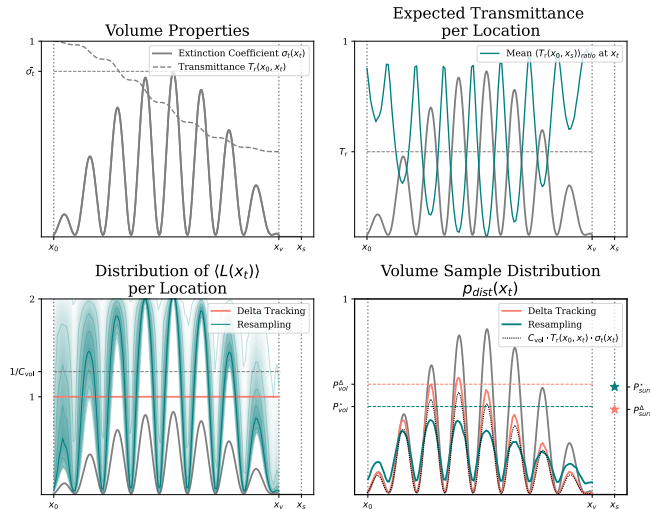 Volume Properties
1
σ̄t
Extinction Coefficient σt(xt)
Transmittance Tr(x0, xt)
x0
xv
xs
Expected Transmittance
per Location
1
Tr
Mean ⟨Tr(x0, xs)⟩ratio at xt
x0
xv
xs
Distribution of ⟨L(xt)⟩
per Location
2
1/Cvol
1
Delta Tracking
Resampling
x0
xv
xs
Volume Sample Distribution
pdist(xt)
1
PΔvol
P*vol
Delta Tracking
Resampling
Cvol · Tr(x0, xt) · σt(xt)
x0
xv
xs